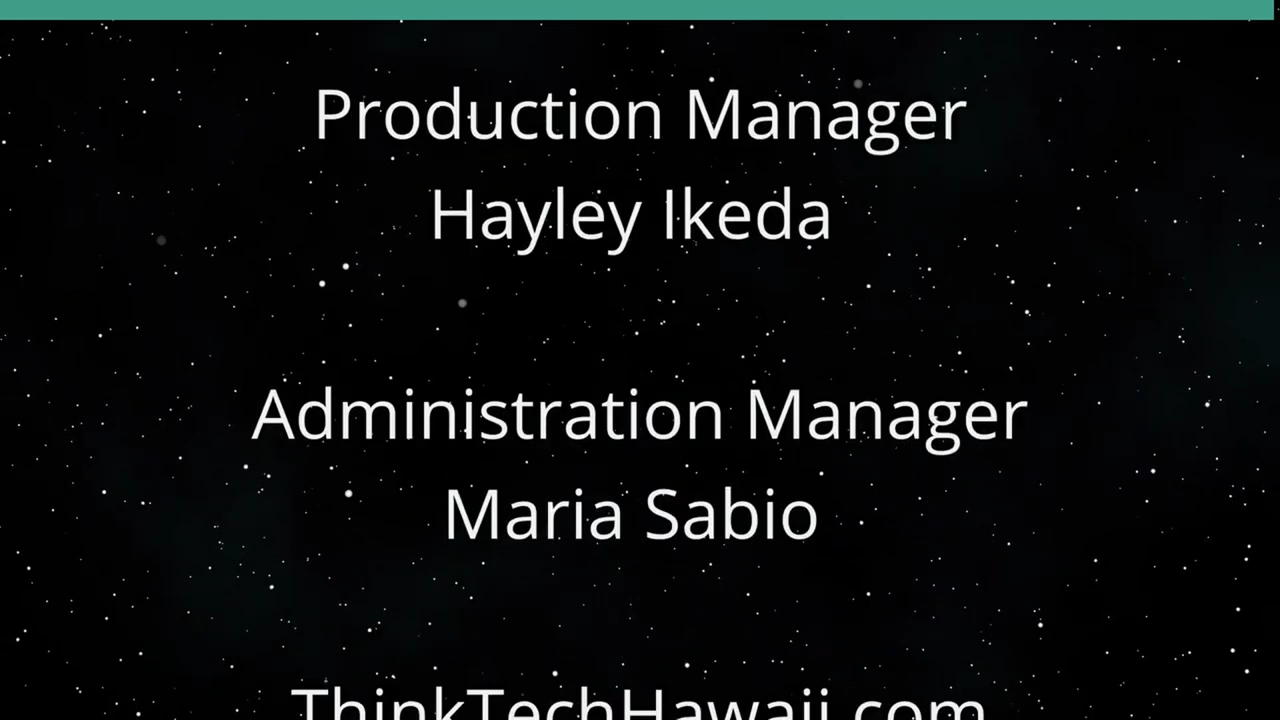 Production Manager
Hayley Ikeda
Administration Manager
Maria Sabio
ThinkTechHawaii.com